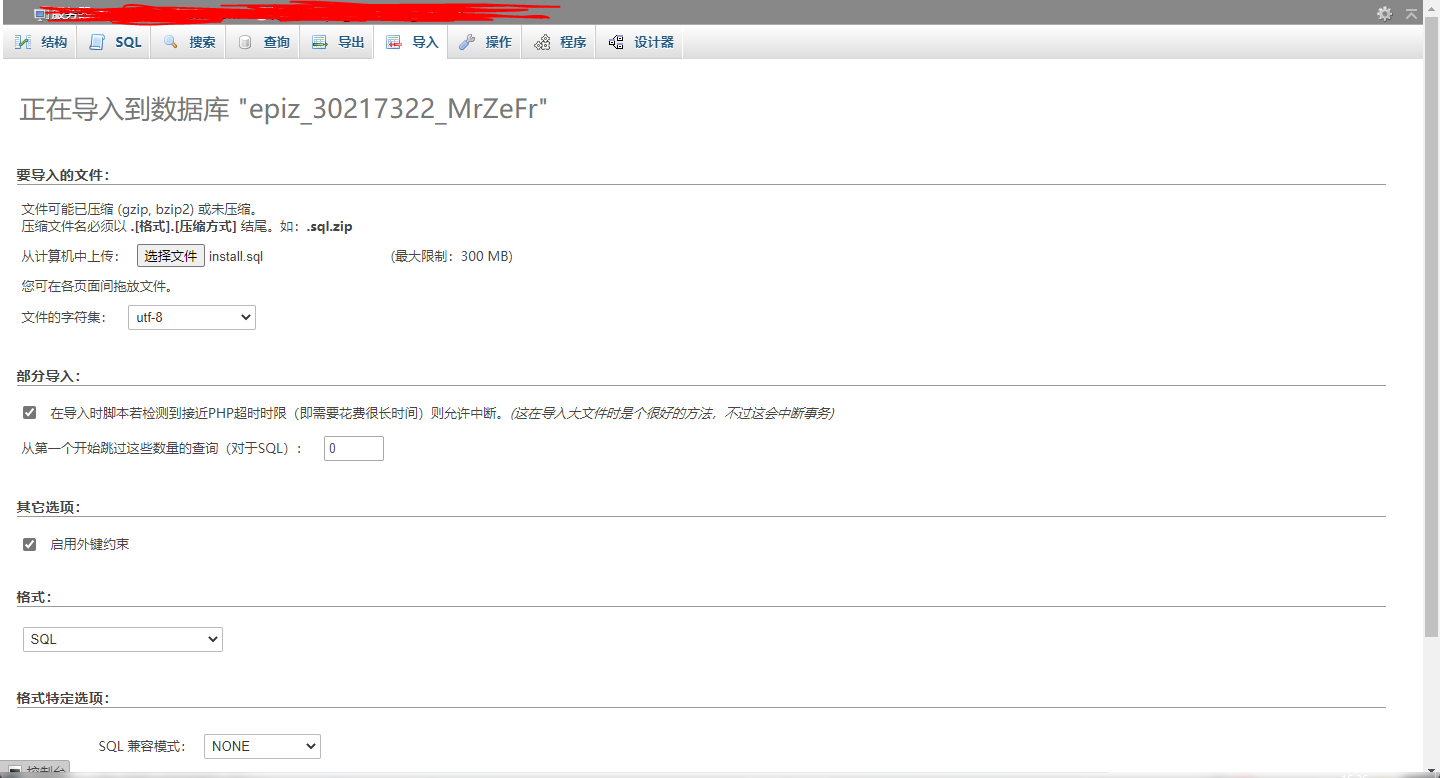 结构 SQL 搜索 查询 导出 导入 操作 程序 设计器
正在导入到数据库 "epiz_30217322_MrZeFr"
要导入的文件：
文件可能已压缩 (gzip, bzip2) 或未压缩。
压缩文件名必须以 .[格式].[压缩方式] 结尾。如：.sql.zip
从计算机中上传： 选择文件 install.sql (最大限制：300 MB)
您可在各页面间拖放文件。
文件的字符集： utf-8
部分导入：
在导入时脚本若检测到接近PHP超时时限（即需要花费很长时间）则允许中断。(这在导入大文件时是个很好的方法，不过这会中断事务)
从第一个开始跳过这些数量的查询（对于SQL）： 0
其它选项：
启用外键约束
格式：
SQL
格式特定选项：
SQL 兼容模式： NONE
控制台